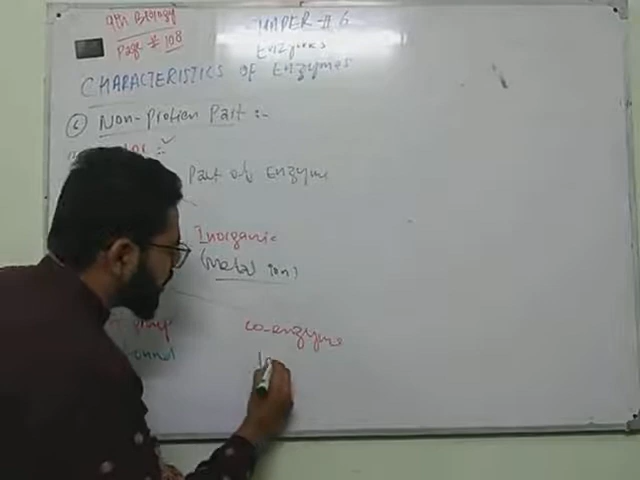 9th Biology
Page # 108
CHAPTER # 6
Enzymes
CHARACTERISTICS of Enzymes
(6) Non-Protien Part :-
Part of Enzyme
Inorganic
(Metal ion)
co-enzyme